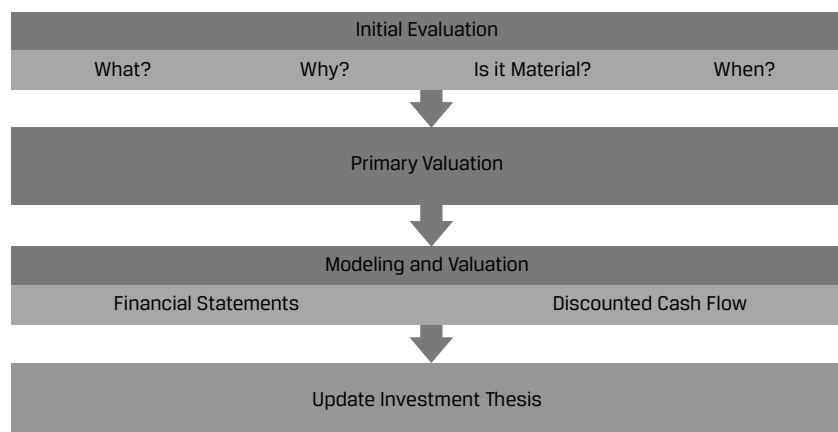 Initial Evaluation
What? Why? Is it Material? When?
Primary Valuation
Modeling and Valuation
Financial Statements Discounted Cash Flow
Update Investment Thesis